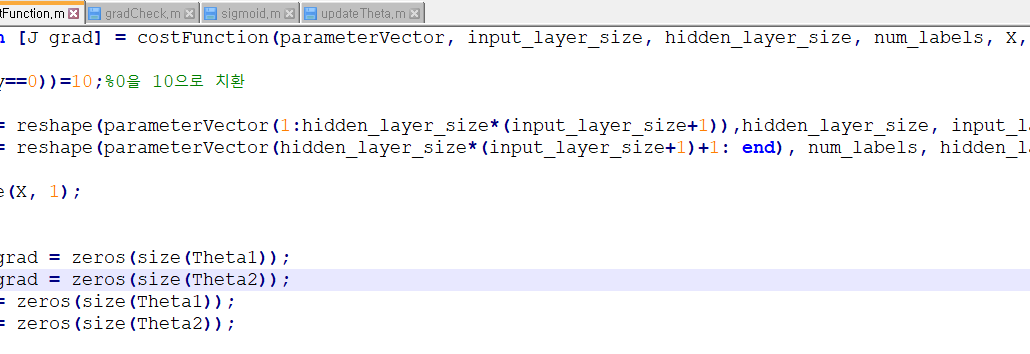 tFunction.m gradCheck.m sigmoid.m updateTheta.m
n [J grad] = costFunction(parameterVector, input_layer_size, hidden_layer_size, num_labels, X,
y==0))=10;%0을 10으로 치환
= reshape(parameterVector(1:hidden_layer_size*(input_layer_size+1)),hidden_layer_size, input_la
= reshape(parameterVector(hidden_layer_size*(input_layer_size+1)+1: end), num_labels, hidden_la
e(X, 1);
grad = zeros(size(Theta1));
grad = zeros(size(Theta2));
= zeros(size(Theta1));
= zeros(size(Theta2));